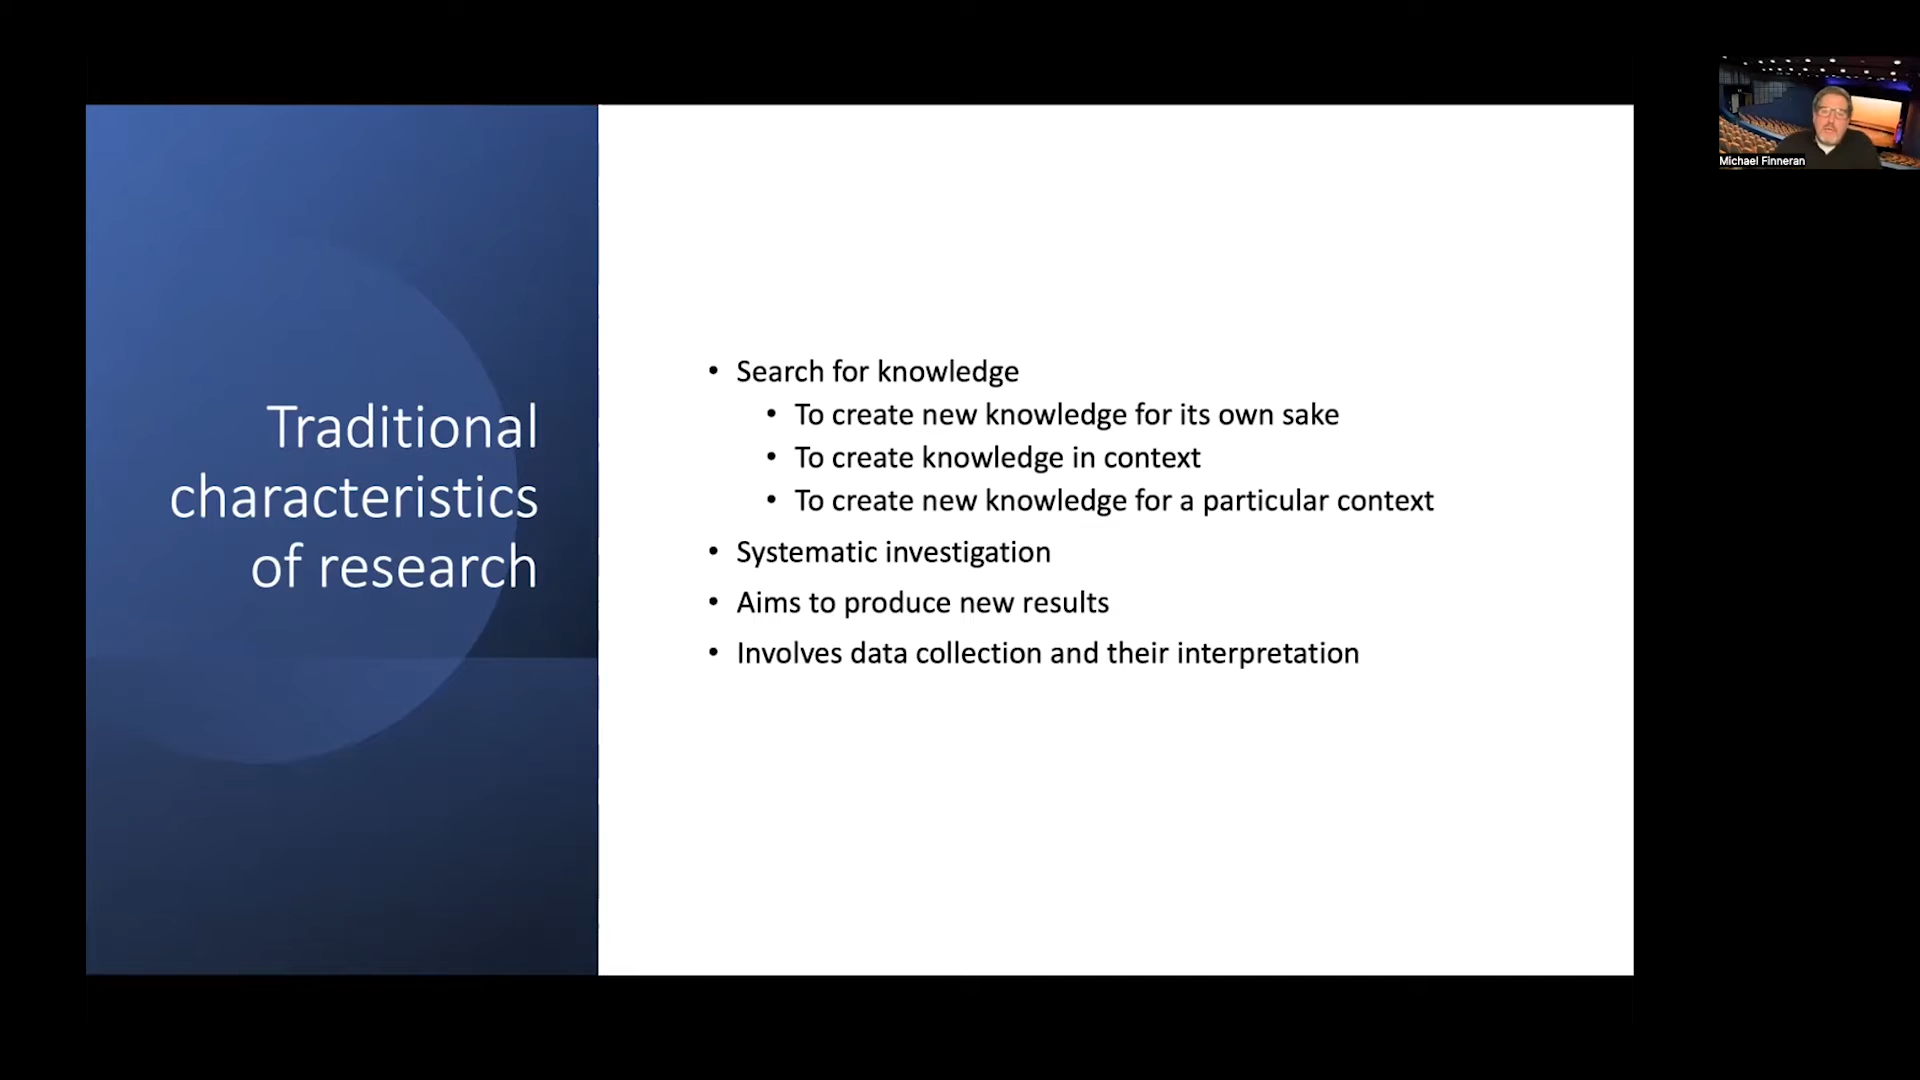 Traditional
characteristics
of research
• Search for knowledge
• To create new knowledge for its own sake
• To create knowledge in context
• To create new knowledge for a particular context
• Systematic investigation
• Aims to produce new results
• Involves data collection and their interpretation
Michael Finneran